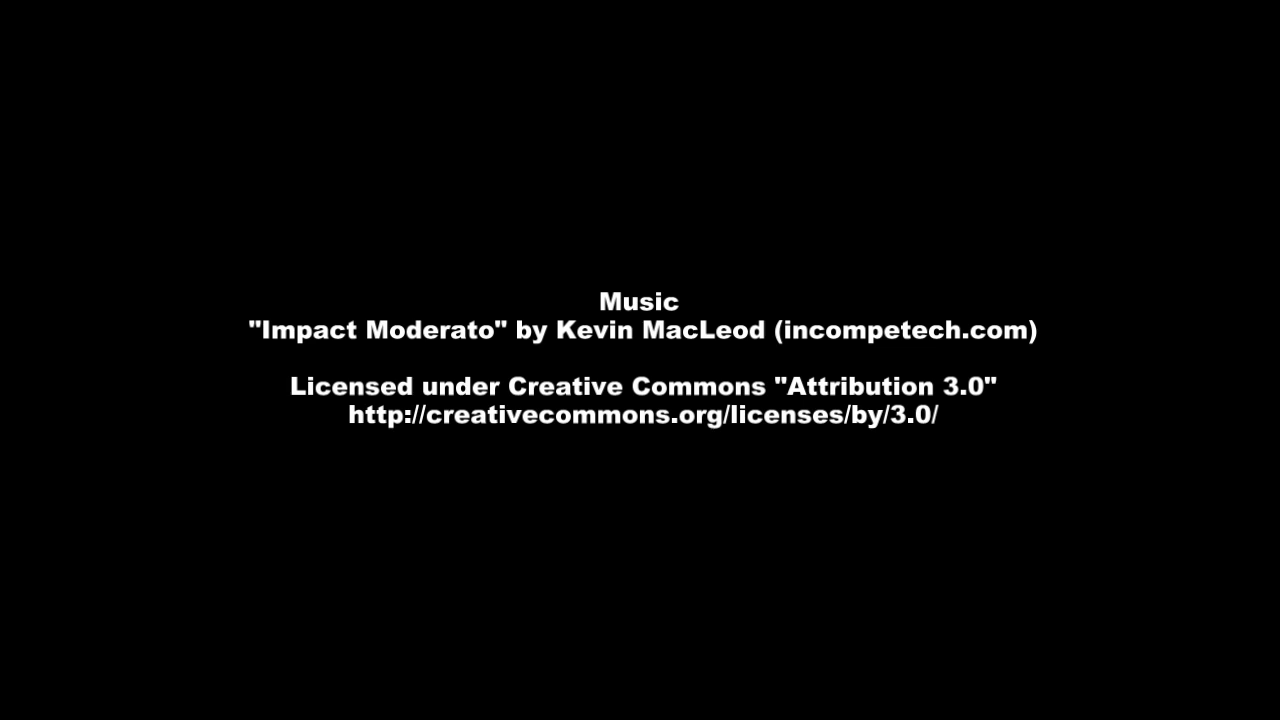 Music
"Impact Moderato" by Kevin MacLeod (incompetech.com)
Licensed under Creative Commons "Attribution 3.0"
http://creativecommons.org/licenses/by/3.0/